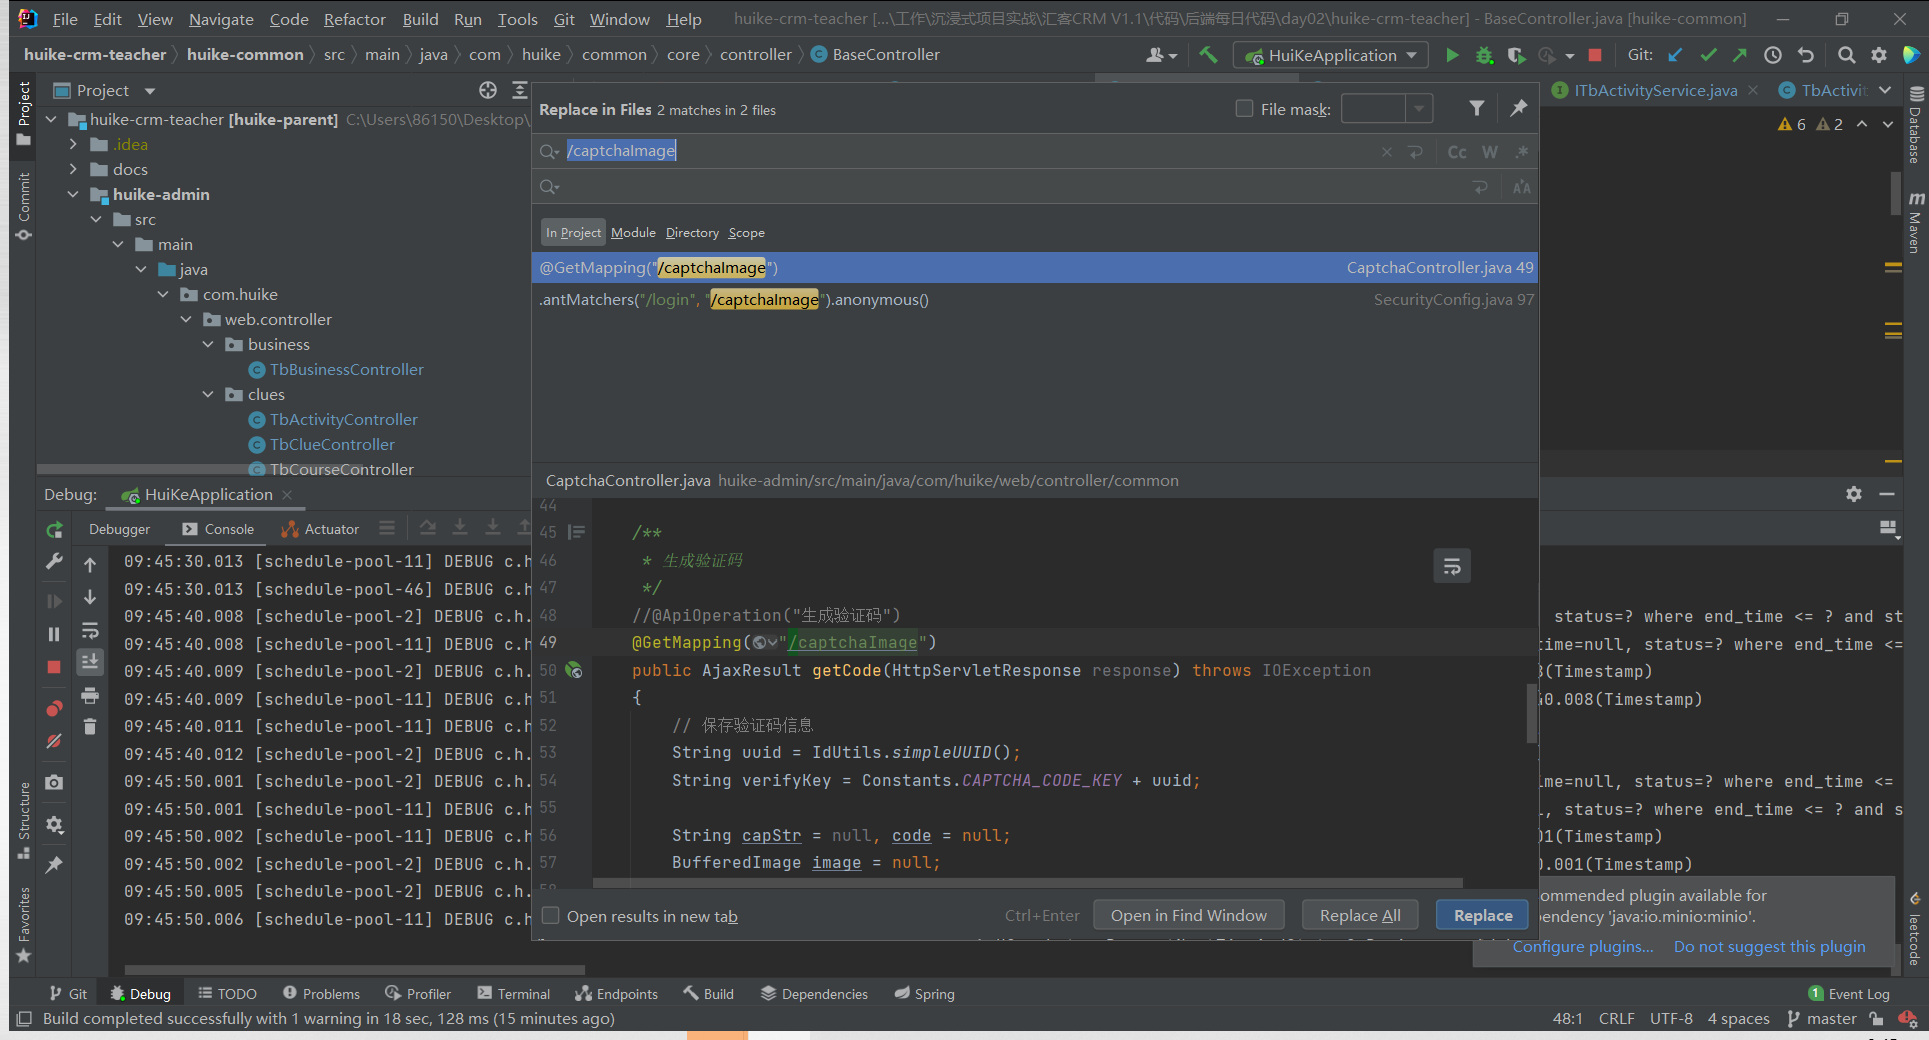 File Edit View Navigate Code Refactor Build Run Tools Git Window Help huike-crm-teacher [...\工作\沉浸式项目实战\汇客CRM V1.1\代码\后端每日代码\day02\huike-crm-teacher] - BaseController.java [huike-common]
huike-crm-teacher huike-common src main java com huike common core controller BaseController HuiKeApplication Git:
Project
ITbActivityService.java TbActivit
Replace in Files 2 matches in 2 files File mask:
6 2
huike-crm-teacher [huike-parent] C:\Users\86150\Desktop\
.idea
docs
huike-admin
src
main
java
com.huike
web.controller
business
TbBusinessController
clues
TbActivityController
TbClueController
TbCourseController
/captchaImage
Cc W .*
In Project Module Directory Scope
@GetMapping("/captchaImage") CaptchaController.java 49
.antMatchers("/login", "/captchaImage").anonymous() SecurityConfig.java 97
CaptchaController.java huike-admin/src/main/java/com/huike/web/controller/common
44
45 /**
46 * 生成验证码
47 */
48 //@ApiOperation("生成验证码")
49 @GetMapping("/captchaImage")
50 public AjaxResult getCode(HttpServletResponse response) throws IOException
51 {
52 // 保存验证码信息
53 String uuid = IdUtils.simpleUUID();
54 String verifyKey = Constants.CAPTCHA_CODE_KEY + uuid;
55
56 String capStr = null, code = null;
57 BufferedImage image = null;
Open results in new tab Ctrl+Enter Open in Find Window Replace All Replace
Debug: HuiKeApplication
Debugger Console Actuator
09:45:30.013 [schedule-pool-11] DEBUG c.h
09:45:30.013 [schedule-pool-46] DEBUG c.h
09:45:40.008 [schedule-pool-2] DEBUG c.h.
09:45:40.008 [schedule-pool-11] DEBUG c.h
09:45:40.009 [schedule-pool-2] DEBUG c.h.
09:45:40.009 [schedule-pool-11] DEBUG c.h
09:45:40.011 [schedule-pool-11] DEBUG c.h
09:45:40.012 [schedule-pool-2] DEBUG c.h.
09:45:50.001 [schedule-pool-2] DEBUG c.h.
09:45:50.001 [schedule-pool-11] DEBUG c.h
09:45:50.002 [schedule-pool-11] DEBUG c.h
09:45:50.002 [schedule-pool-2] DEBUG c.h.
09:45:50.005 [schedule-pool-2] DEBUG c.h.
09:45:50.006 [schedule-pool-11] DEBUG c.h
status=? where end_time <= ? and st
ime=null, status=? where end_time <=
(Timestamp)
0.008(Timestamp)
me=null, status=? where end_time <=
, status=? where end_time <= ? and s
01(Timestamp)
0.001(Timestamp)
ommended plugin available for
pendency 'java:io.minio:minio'.
Configure plugins... Do not suggest this plugin
Project
Commit
Structure
Favorites
Database
Maven
leetcode
Git Debug TODO Problems Profiler Terminal Endpoints Build Dependencies Spring 1 Event Log
Build completed successfully with 1 warning in 18 sec, 128 ms (15 minutes ago) 48:1 CRLF UTF-8 4 spaces master